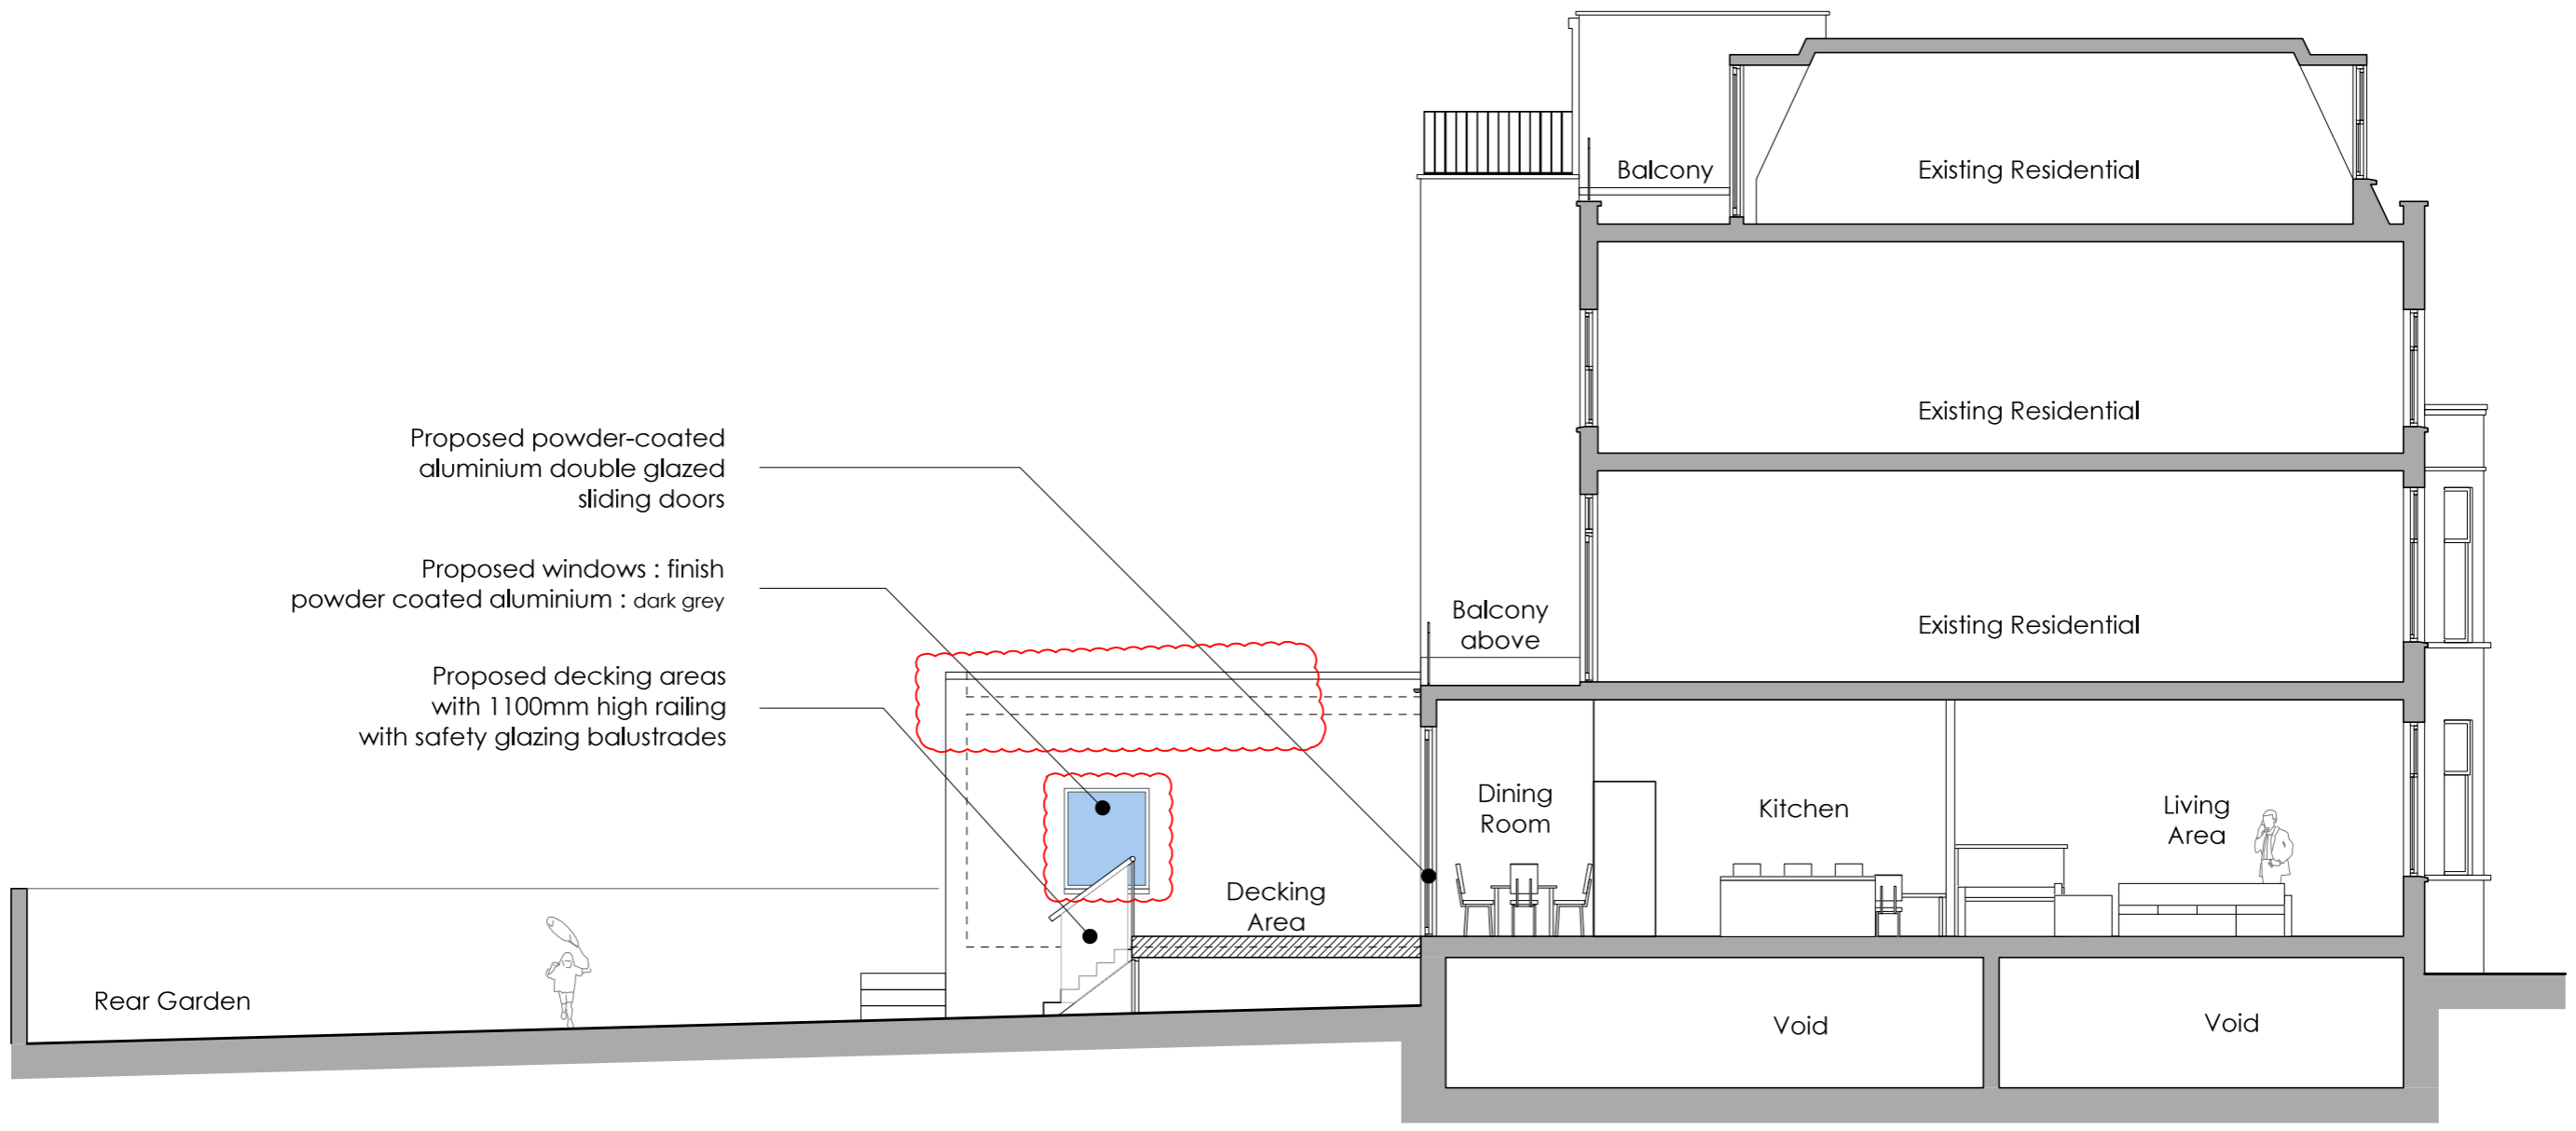 Balcony
Existing Residential
Existing Residential
Proposed powder-coated
aluminium double glazed
sliding doors
Proposed windows : finish
powder coated aluminium : dark grey
Balcony
above
Existing Residential
Proposed decking areas
with 1100mm high railing
with safety glazing balustrades
Dining
Room
Kitchen
Living
Area
Decking
Area
Rear Garden
Void
Void